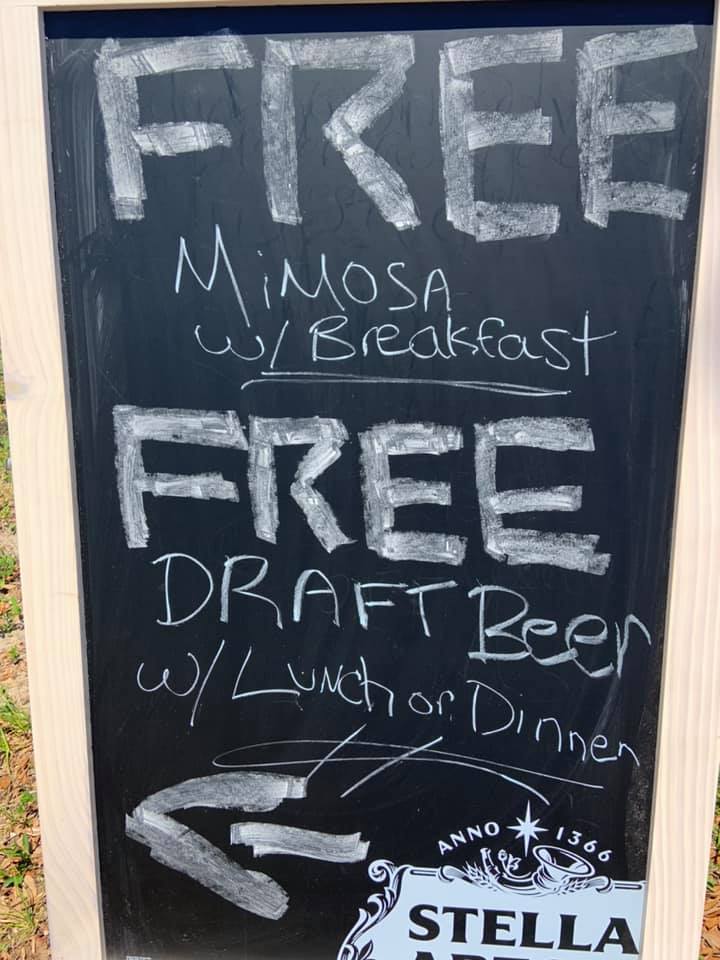 FREE
MiMOSA
w/ Breakfast
FREE
DRAFT Beer
w/ LUNCh or Dinner
ANNO 1366
STELLA